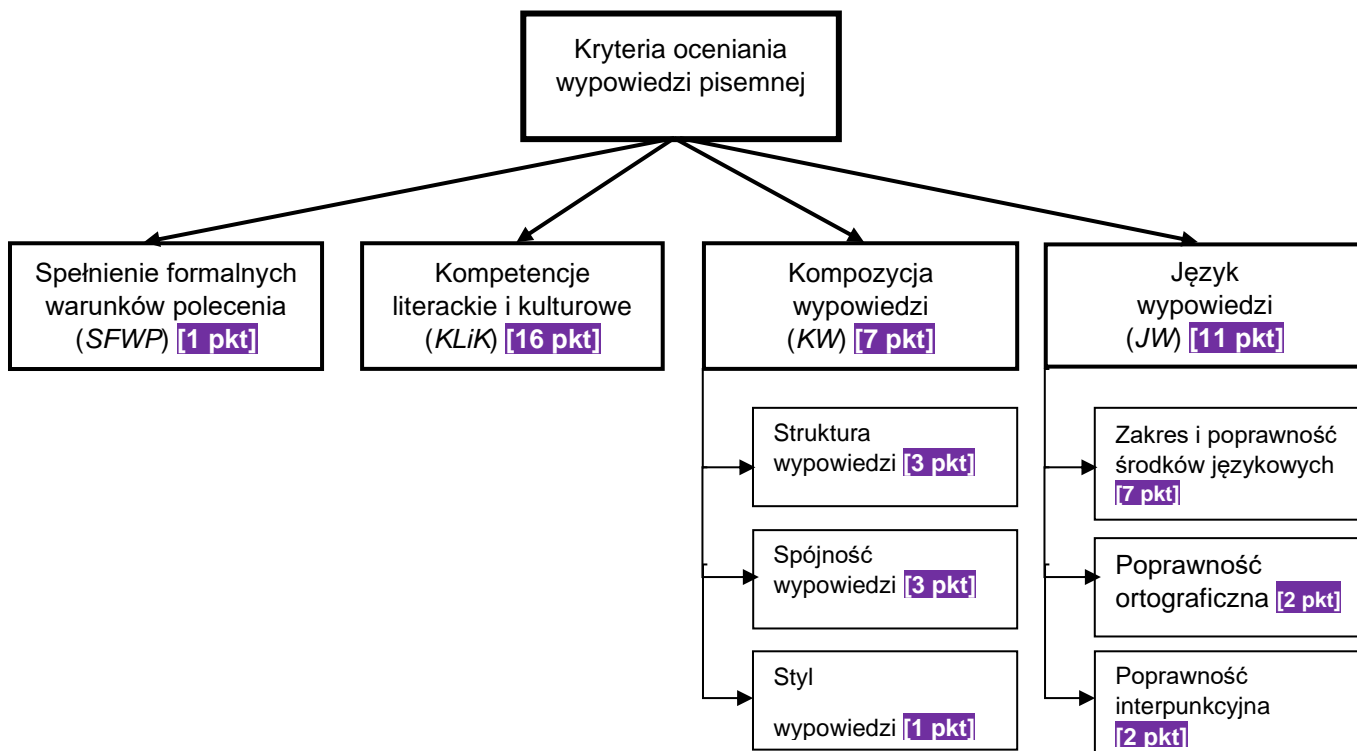 Kryteria oceniania
wypowiedzi pisemnej
Spełnienie formalnych
warunków polecenia
(SFWP) [1 pkt]
Kompetencje
literackie i kulturowe
(KLiK) [16 pkt]
Kompozycja
wypowiedzi
(KW) [7 pkt]
Język
wypowiedzi
(JW) [11 pkt]
Struktura
wypowiedzi [3 pkt]
Spójność
wypowiedzi [3 pkt]
Styl
wypowiedzi [1 pkt]
Zakres i poprawność
środków językowych
[7 pkt]
Poprawność
ortograficzna [2 pkt]
Poprawność
interpunkcyjna
[2 pkt]